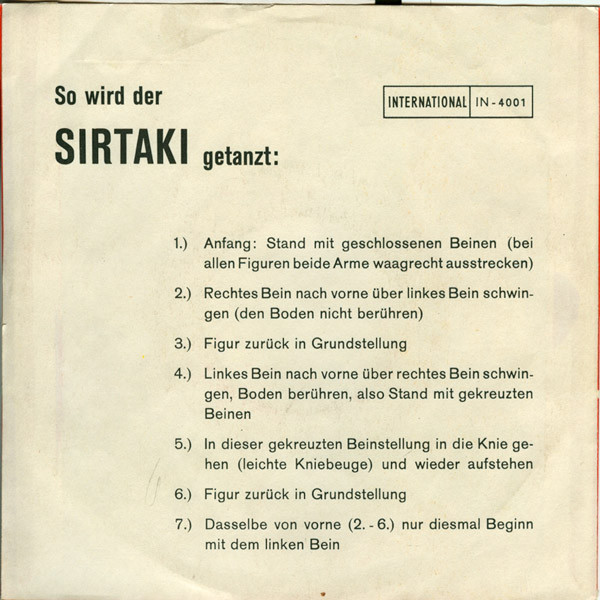 So wird der
INTERNATIONAL IN-4001
SIRTAKI getanzt:
1.) Anfang: Stand mit geschlossenen Beinen (bei
allen Figuren beide Arme waagrecht ausstrecken)
2.) Rechtes Bein nach vorne über linkes Bein schwin-
gen (den Boden nicht berühren)
3.) Figur zurück in Grundstellung
4.) Linkes Bein nach vorne über rechtes Bein schwin-
gen, Boden berühren, also Stand mit gekreuzten
Beinen
5.) In dieser gekreuzten Beinstellung in die Knie ge-
hen (leichte Kniebeuge) und wieder aufstehen
6.) Figur zurück in Grundstellung
7.) Dasselbe von vorne (2.-6.) nur diesmal Beginn
mit dem linken Bein